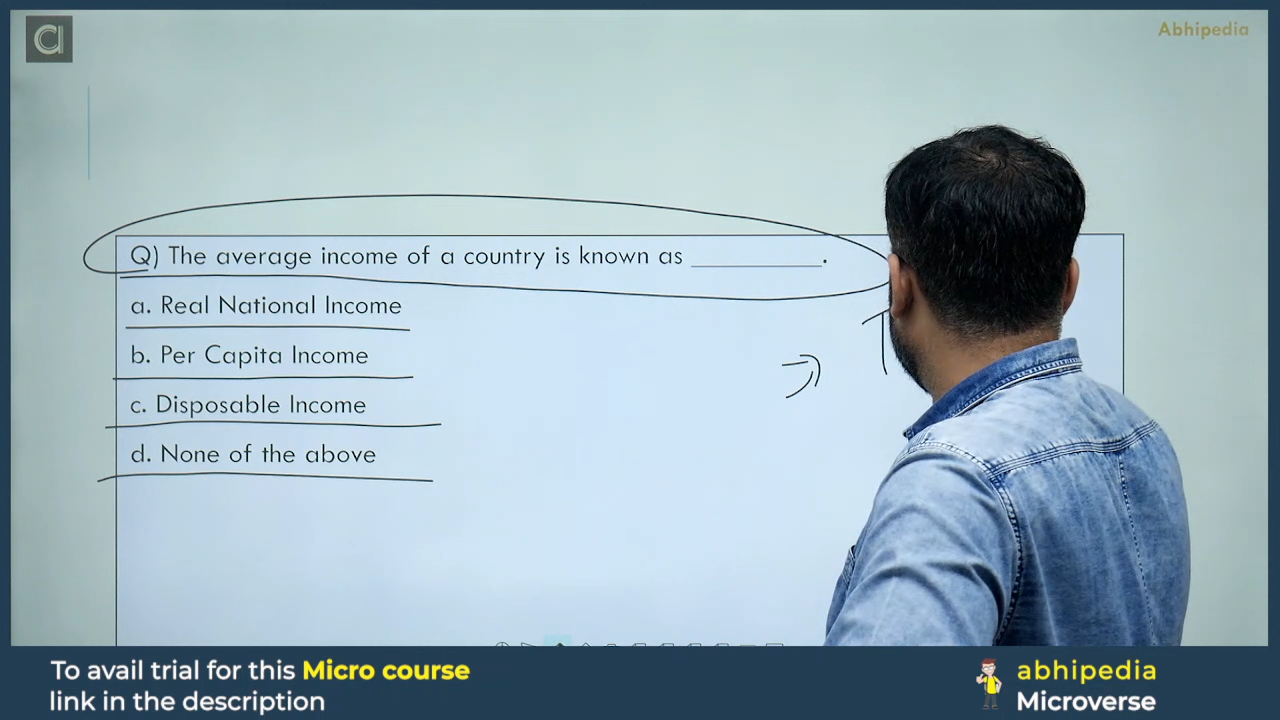 Abhipedia
Q) The average income of a country is known as ____________.
a. Real National Income
b. Per Capita Income
c. Disposable Income
d. None of the above
To avail trial for this Micro course
link in the description
abhipedia
Microverse